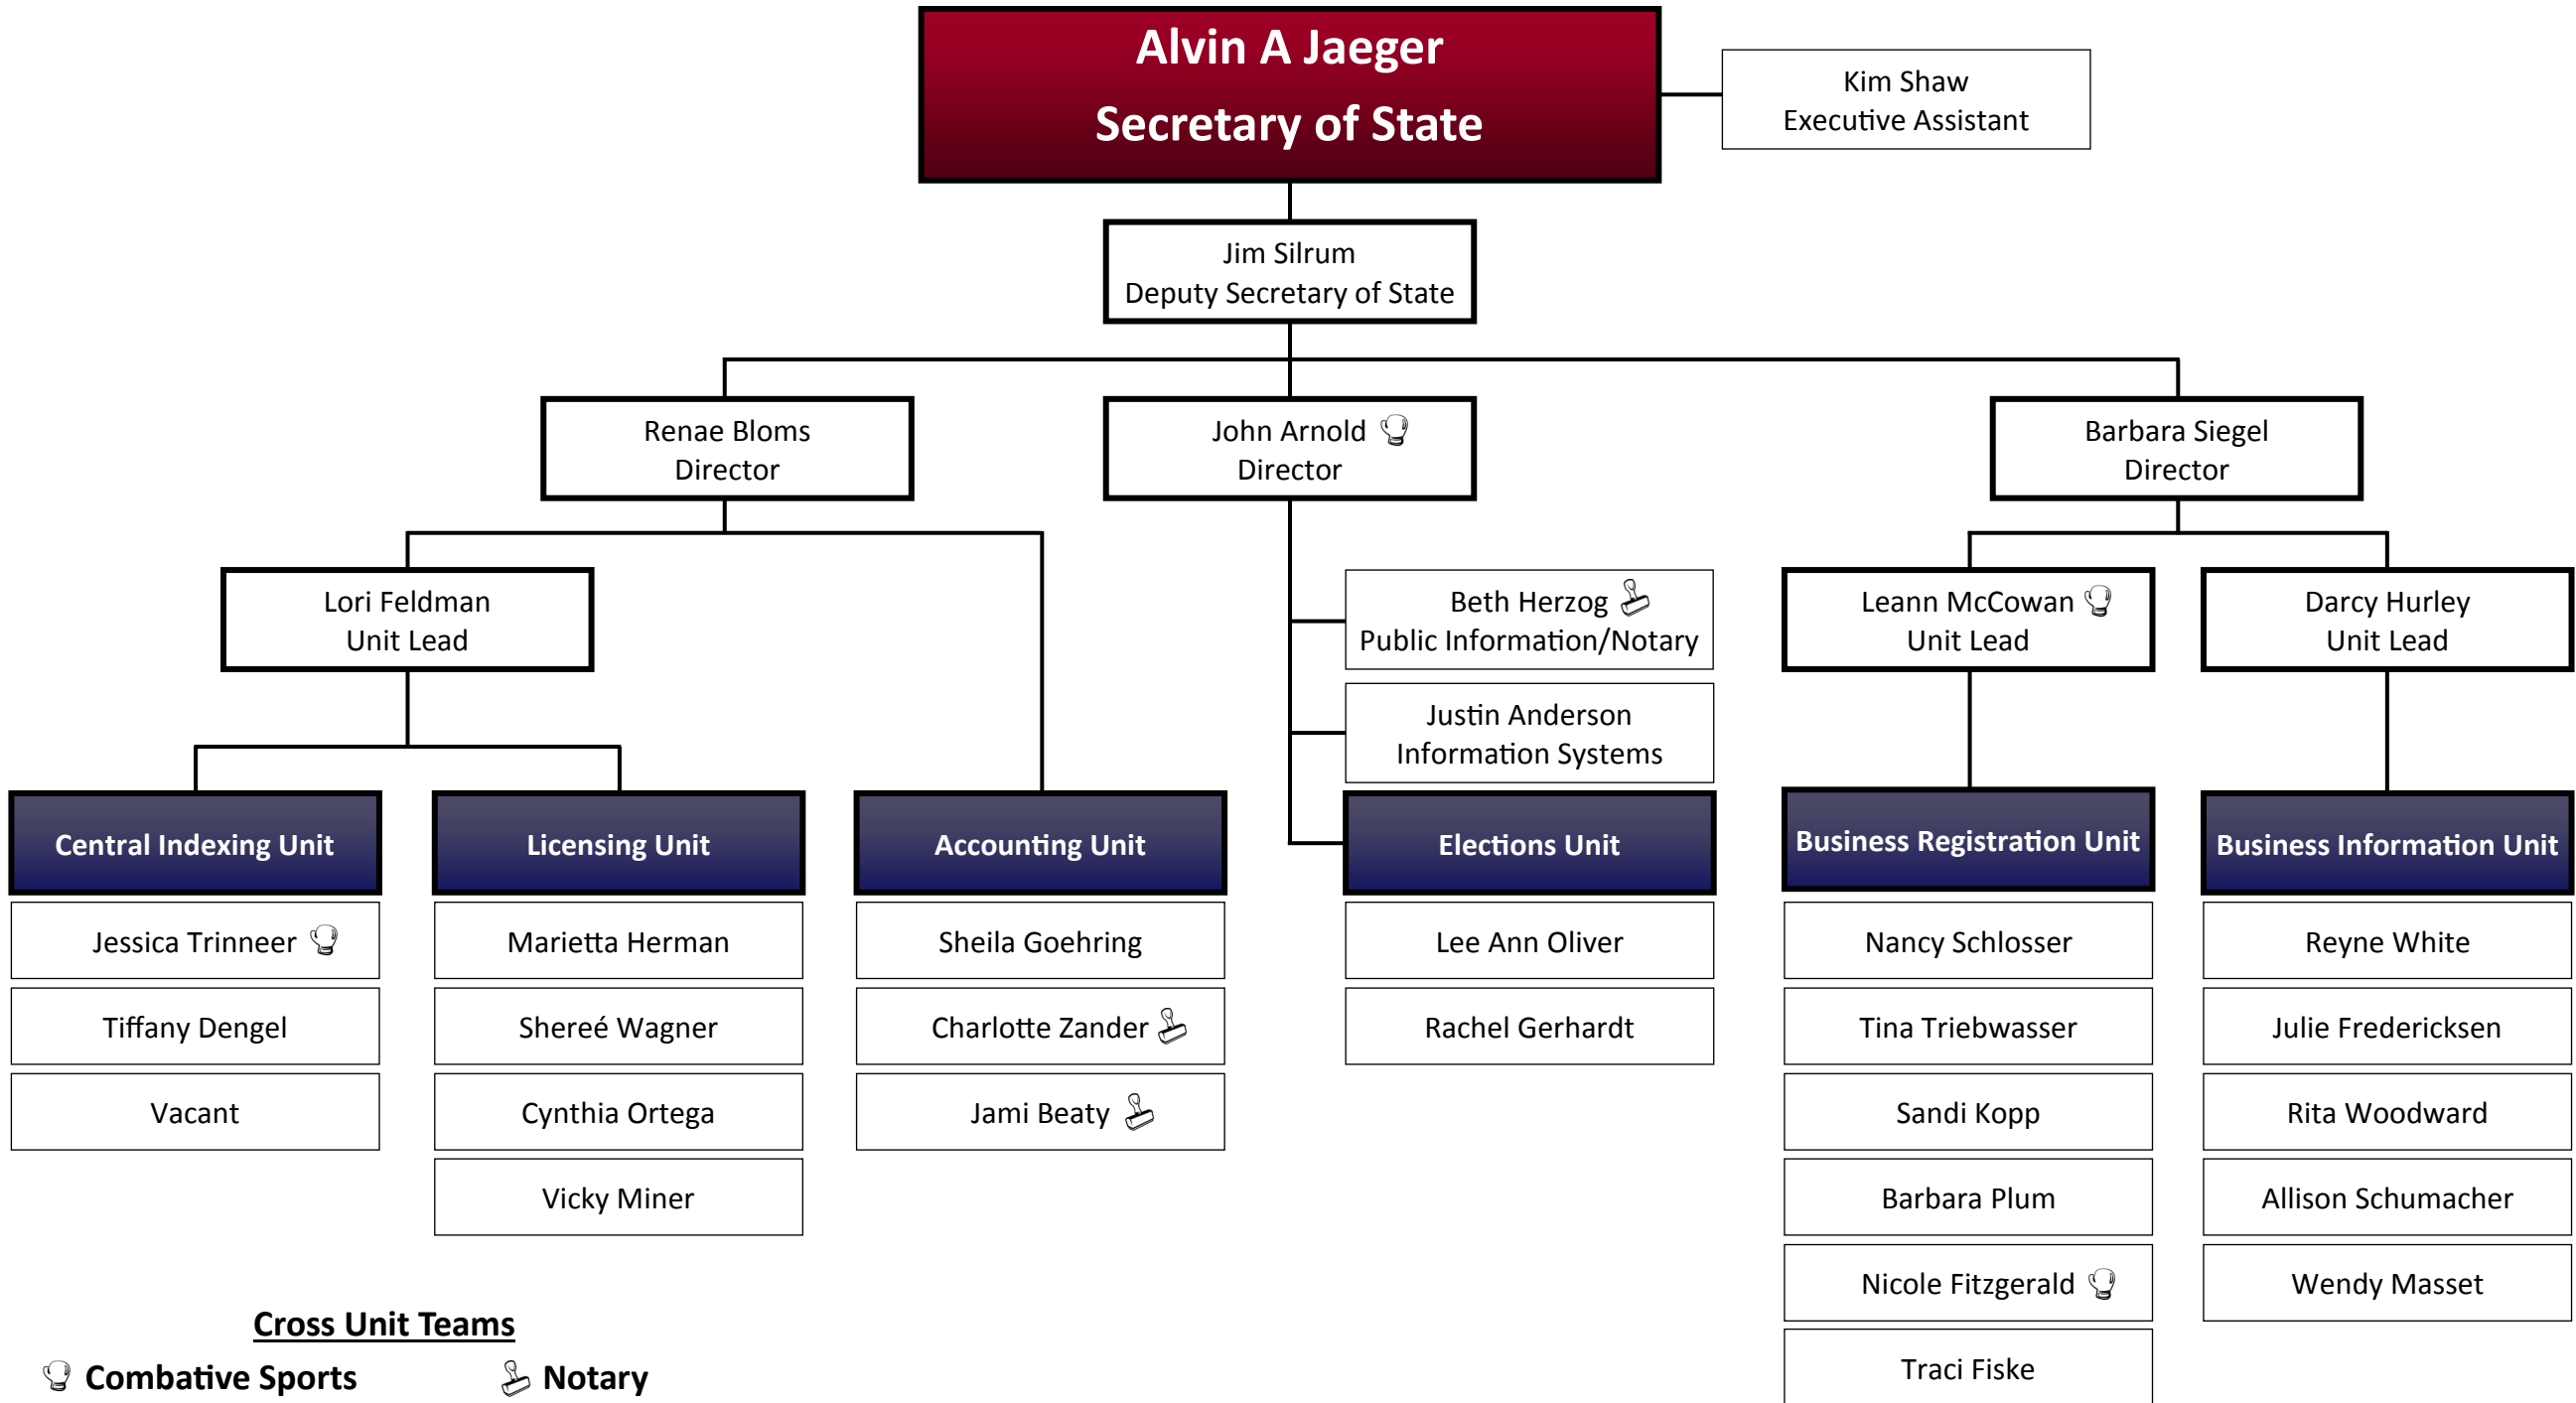 Alvin A Jaeger
Secretary of State
Kim Shaw
Executive Assistant
Jim Silrum
Deputy Secretary of State
Renae Bloms
Director
John Arnold
Director
Barbara Siegel
Director
Lori Feldman
Unit Lead
Beth Herzog
Public Information/Notary
Leann McCowan
Unit Lead
Darcy Hurley
Unit Lead
Justin Anderson
Information Systems
Central Indexing Unit
Jessica Trinneer
Tiffany Dengel
Vacant
Licensing Unit
Marietta Herman
Shereé Wagner
Cynthia Ortega
Vicky Miner
Accounting Unit
Sheila Goehring
Charlotte Zander
Jami Beaty
Elections Unit
Lee Ann Oliver
Rachel Gerhardt
Business Registration Unit
Nancy Schlosser
Tina Triebwasser
Sandi Kopp
Barbara Plum
Nicole Fitzgerald
Traci Fiske
Business Information Unit
Reyne White
Julie Fredericksen
Rita Woodward
Allison Schumacher
Wendy Masset
Cross Unit Teams
Combative Sports
Notary